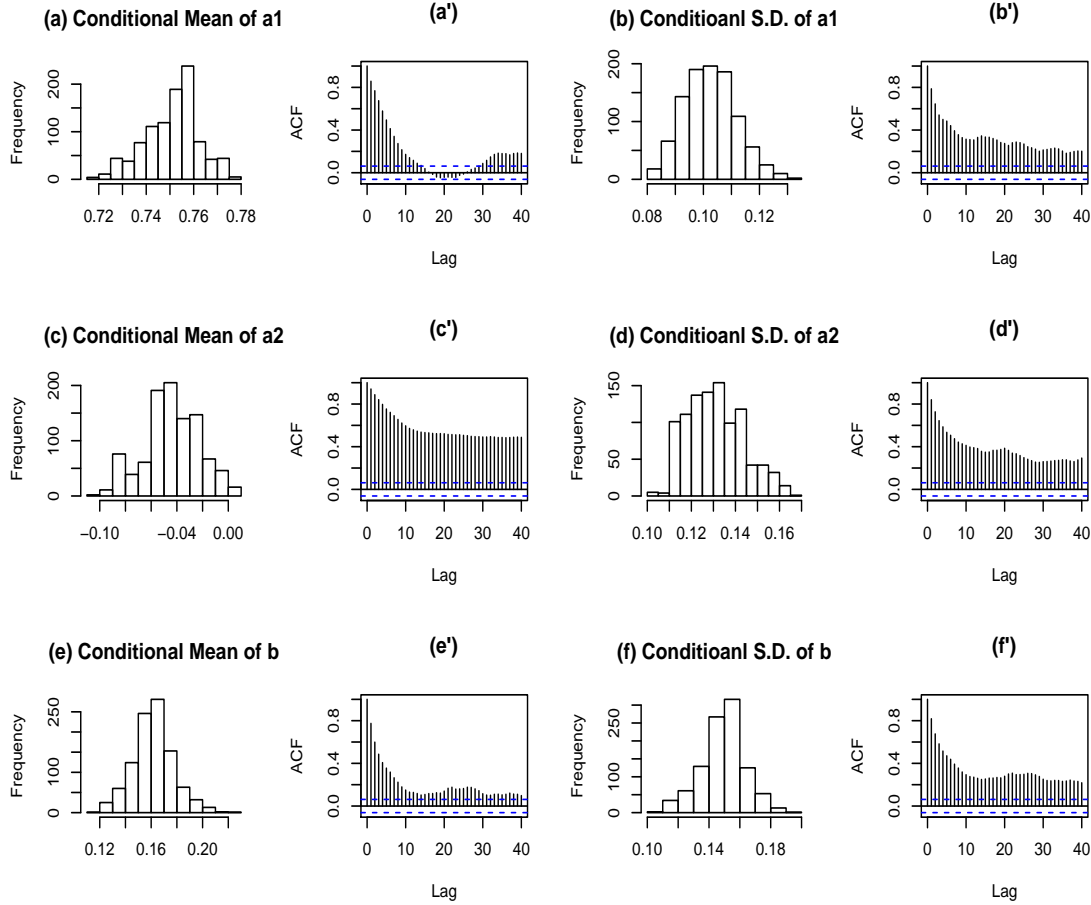 (a) Conditional Mean of a1
Frequency
0
100
200
0.72
0.74
0.76
0.78
(a')
ACF
0.0
0.4
0.8
0
10
20
30
40
Lag
(b) Conditioanl S.D. of a1
Frequency
0
100
200
0.08
0.10
0.12
(b')
ACF
0.0
0.4
0.8
0
10
20
30
40
Lag
(c) Conditional Mean of a2
Frequency
0
100
200
−0.10
−0.04
0.00
(c')
ACF
0.0
0.4
0.8
0
10
20
30
40
Lag
(d) Conditioanl S.D. of a2
Frequency
0
50
150
0.10
0.12
0.14
0.16
(d')
ACF
0.0
0.4
0.8
0
10
20
30
40
Lag
(e) Conditional Mean of b
Frequency
0
100
250
0.12
0.16
0.20
(e')
ACF
0.0
0.4
0.8
0
10
20
30
40
Lag
(f) Conditioanl S.D. of b
Frequency
0
100
250
0.10
0.14
0.18
(f')
ACF
0.0
0.4
0.8
0
10
20
30
40
Lag